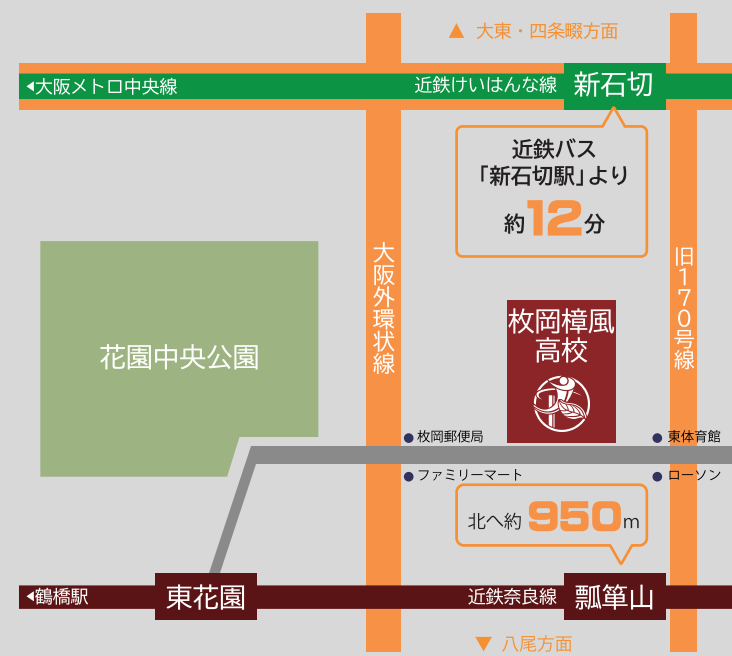 ▲ 大東・四条畷方面
◀大阪メトロ中央線
近鉄けいはんな線
新石切
近鉄バス
「新石切駅」より
約12分
大阪外環状線
旧170号線
花園中央公園
枚岡樟風
高校
●枚岡郵便局
●東体育館
●ファミリーマート
●ローソン
北へ約950m
◀鶴橋駅
東花園
近鉄奈良線
瓢箪山
▼ 八尾方面